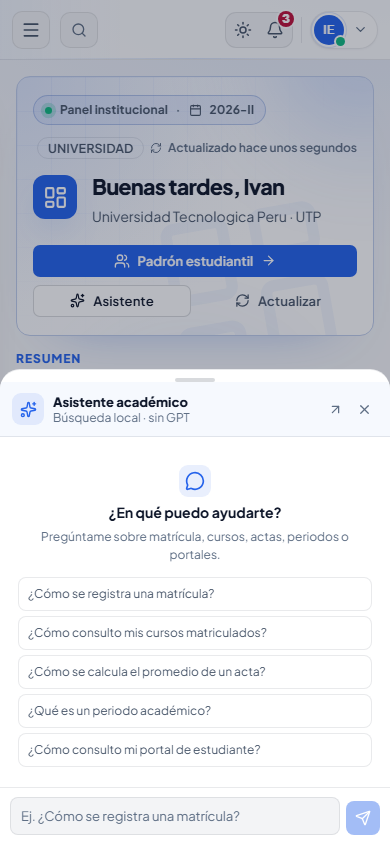 3
IE
Panel institucional · 2026-II
UNIVERSIDAD Actualizado hace unos segundos
Buenas tardes, Ivan
Universidad Tecnologica Peru · UTP
Padrón estudiantil
Asistente Actualizar
RESUMEN
Asistente académico
Búsqueda local · sin GPT
¿En qué puedo ayudarte?
Pregúntame sobre matrícula, cursos, actas, periodos o
portales.
¿Cómo se registra una matrícula?
¿Cómo consulto mis cursos matriculados?
¿Cómo se calcula el promedio de un acta?
¿Qué es un periodo académico?
¿Cómo consulto mi portal de estudiante?
Ej. ¿Cómo se registra una matrícula?